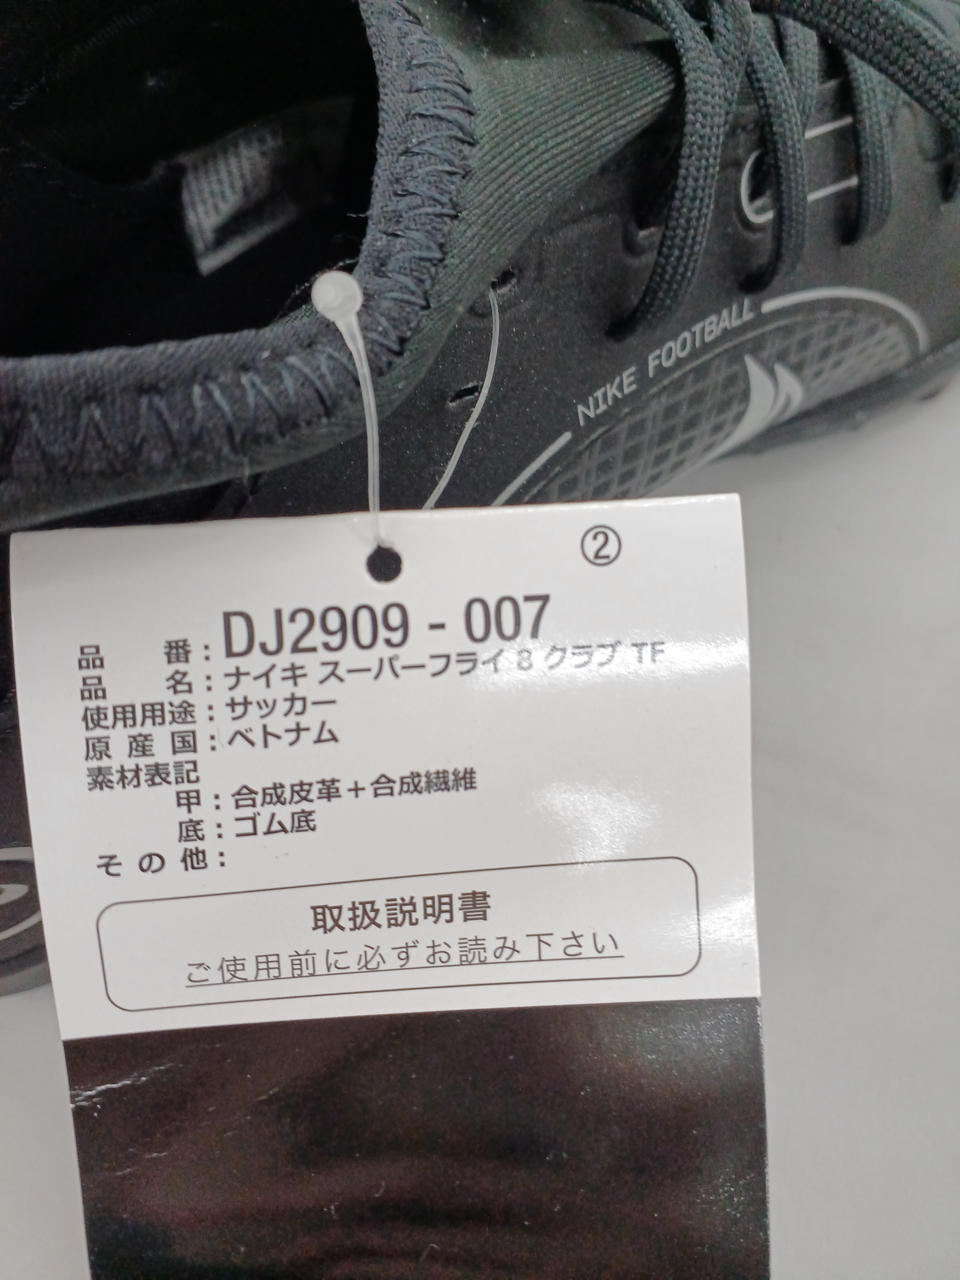 NIKE FOOTBALL
②
品 番：DJ2909 - 007
品 名：ナイキ スーパーフライ 8 クラブ TF
使用用途：サッカー
原 産 国：ベトナム
素材表記
甲：合成皮革＋合成繊維
底：ゴム底
そ の 他：
取扱説明書
ご使用前に必ずお読み下さい